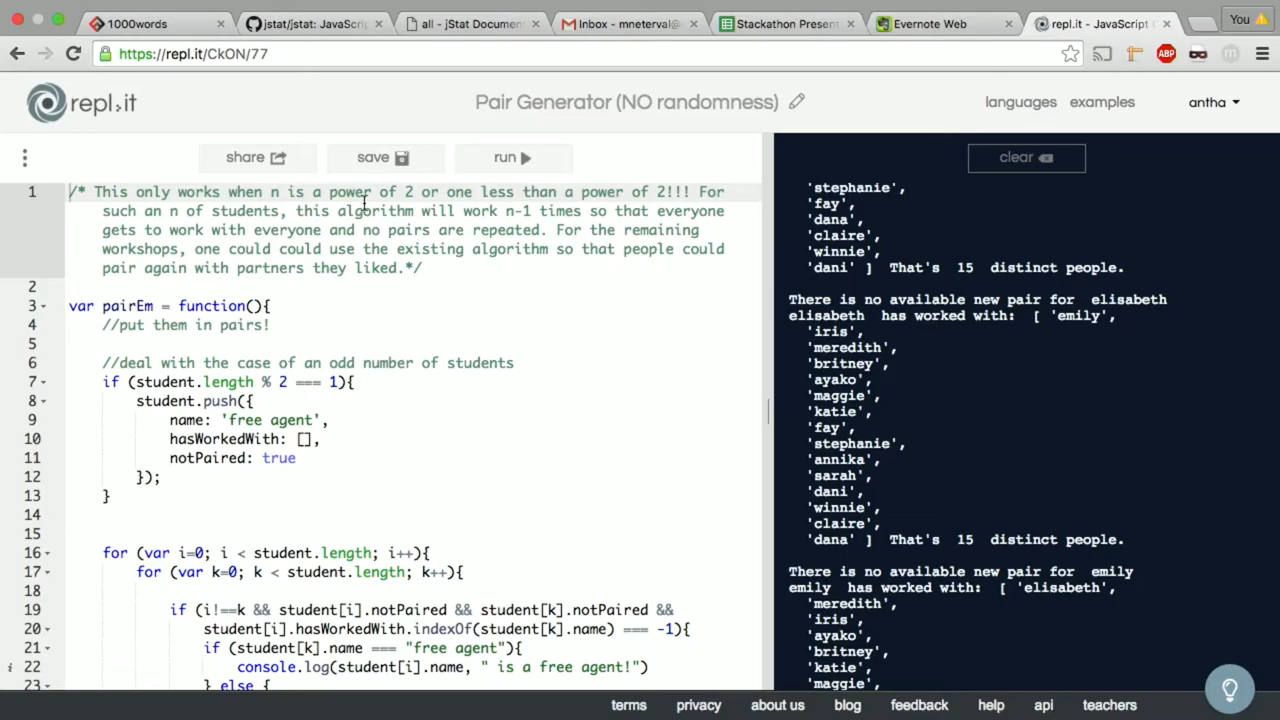 1000words
jstat/jstat: JavaScri
all - jStat Document
Inbox - mneterval@
Stackathon Present
Evernote Web
repl.it - JavaScript C
You
https://repl.it/CkON/77
ABP
repl.it
Pair Generator (NO randomness)
languages
examples
antha
share
save
run
clear
1 /* This only works when n is a power of 2 or one less than a power of 2!!! For
such an n of students, this algorithm will work n-1 times so that everyone
gets to work with everyone and no pairs are repeated. For the remaining
workshops, one could could use the existing algorithm so that people could
pair again with partners they liked.*/
2
3 var pairEm = function(){
4 //put them in pairs!
5
6 //deal with the case of an odd number of students
7 if (student.length % 2 === 1){
8 student.push({
9 name: 'free agent',
10 hasWorkedWith: [],
11 notPaired: true
12 });
13 }
14
15
16 for (var i=0; i < student.length; i++){
17 for (var k=0; k < student.length; k++){
18
19 if (i!==k && student[i].notPaired && student[k].notPaired &&
20 student[i].hasWorkedWith.indexOf(student[k].name) === -1){
21 if (student[k].name === "free agent"){
22 console.log(student[i].name, " is a free agent!")
23 } else {
'stephanie',
'fay',
'dana',
'claire',
'winnie',
'dani' ] That's 15 distinct people.
There is no available new pair for elisabeth
elisabeth has worked with: [ 'emily',
'iris',
'meredith',
'britney',
'ayako',
'maggie',
'katie',
'fay',
'stephanie',
'annika',
'sarah',
'dani',
'winnie',
'claire',
'dana' ] That's 15 distinct people.
There is no available new pair for emily
emily has worked with: [ 'elisabeth',
'meredith',
'iris',
'ayako',
'britney',
'katie',
'maggie',
terms
privacy
about us
blog
feedback
help
api
teachers